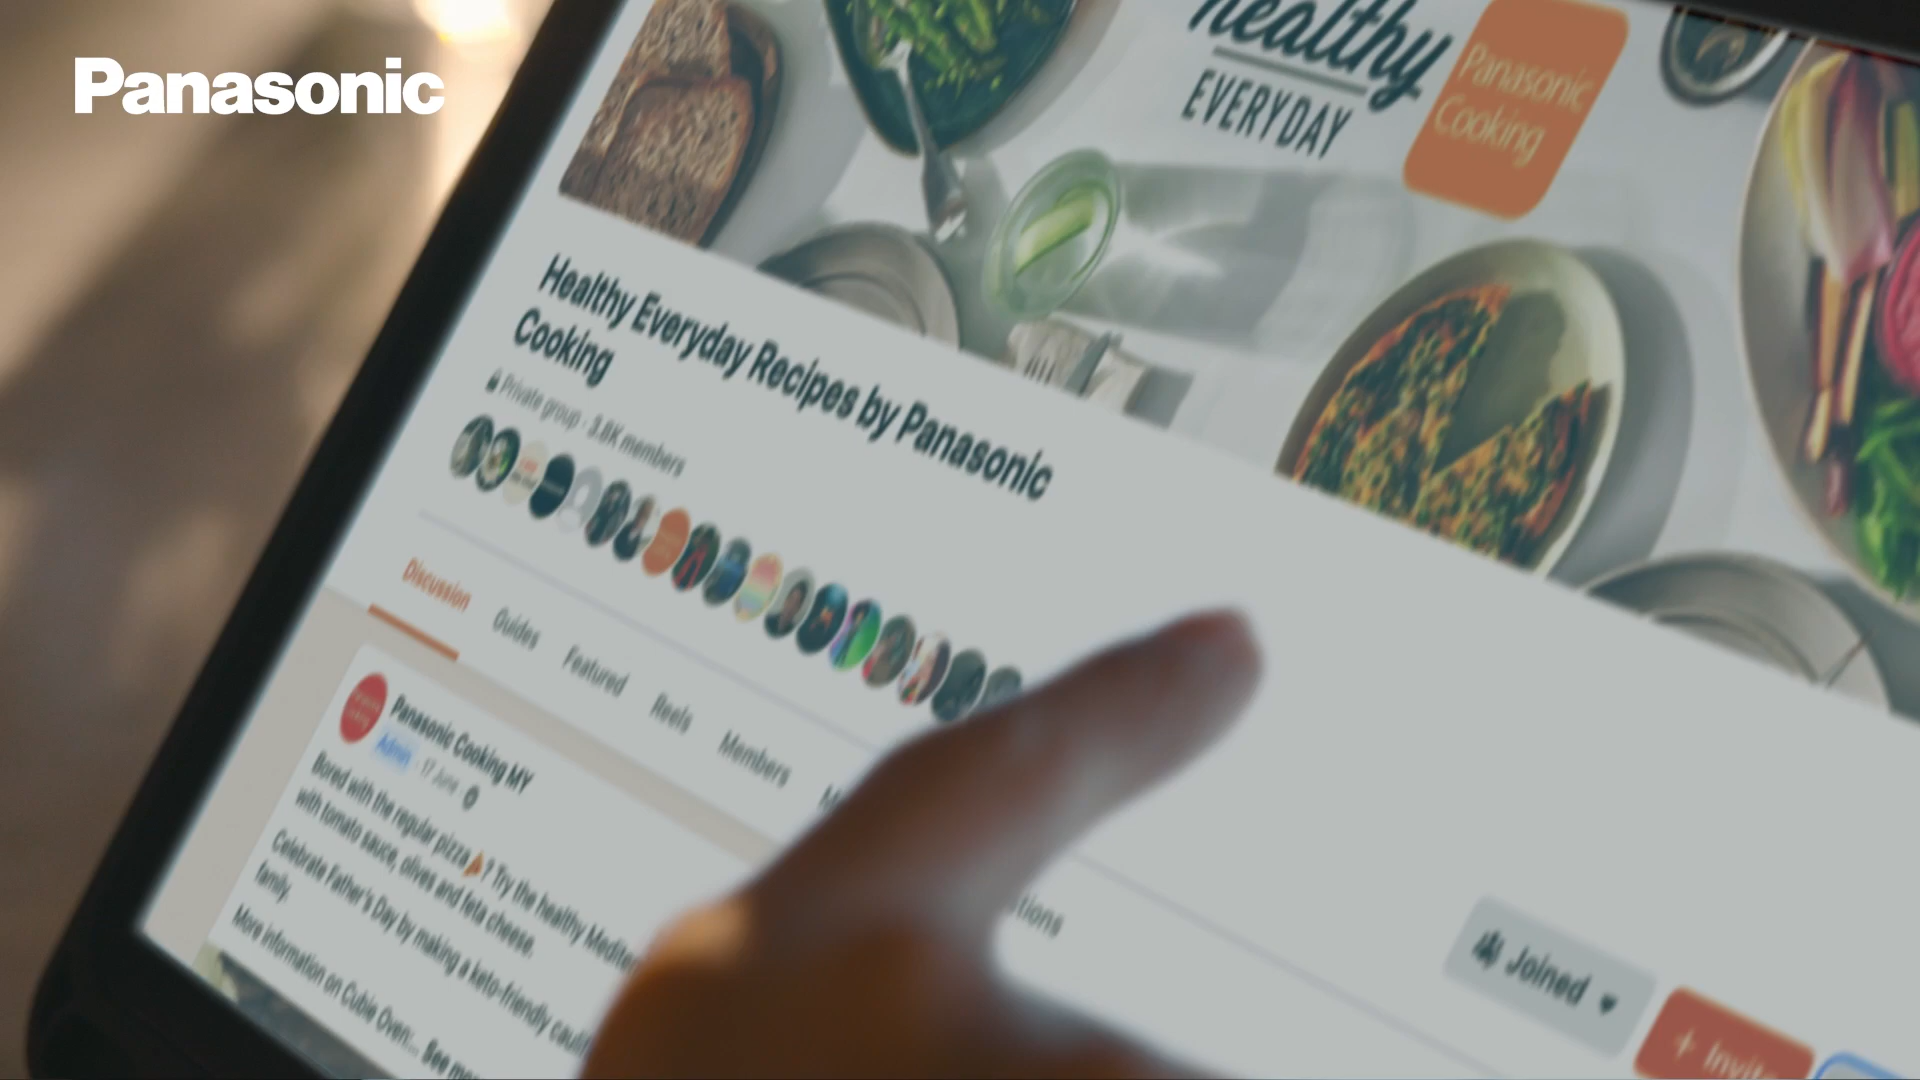 Panasonic
healthy
EVERYDAY
Panasonic
Cooking
Healthy Everyday Recipes by Panasonic
Cooking
Private group · 3.8K members
Discussion
Guides
Featured
Reels
Members
tions
Joined
+ Invite
Panasonic Cooking MY
Admin · 17 June
Bored with the regular pizza🍕? Try the healthy Mediter
with tomato sauce, olives and feta cheese.
Celebrate Father's Day by making a keto-friendly cauli
family.
More information on Cubie Oven:... See mo